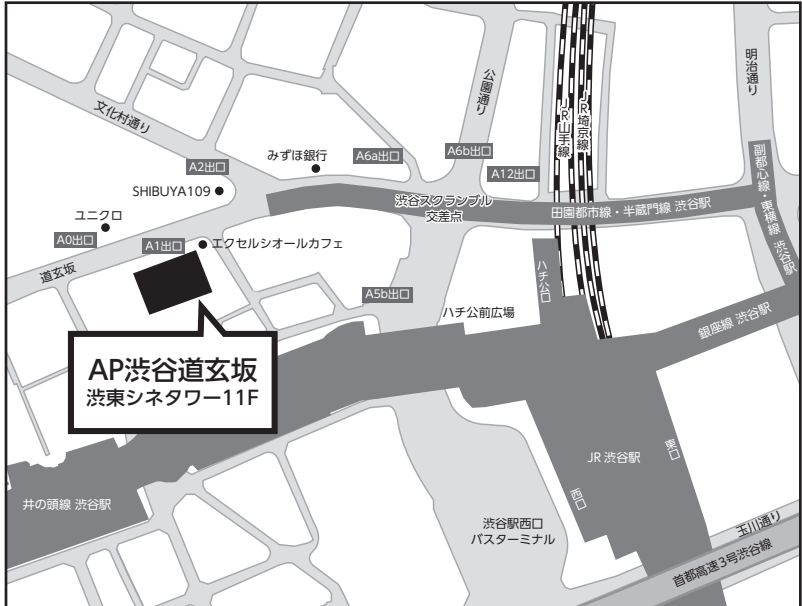 文化村通り
公園通り
明治通り
JR山手線
JR埼京線
みずほ銀行
A6a出口
A6b出口
A12出口
A2出口
SHIBUYA109
渋谷スクランブル
交差点
田園都市線・半蔵門線 渋谷駅
副都心線・東横線 渋谷駅
ユニクロ
A0出口
A1出口
エクセルシオールカフェ
道玄坂
A5b出口
ハチ公前広場
ハチ公口
銀座線 渋谷駅
AP渋谷道玄坂
渋東シネタワー11F
井の頭線 渋谷駅
JR 渋谷駅
東口
西口
渋谷駅西口
バスターミナル
玉川通り
首都高速3号渋谷線